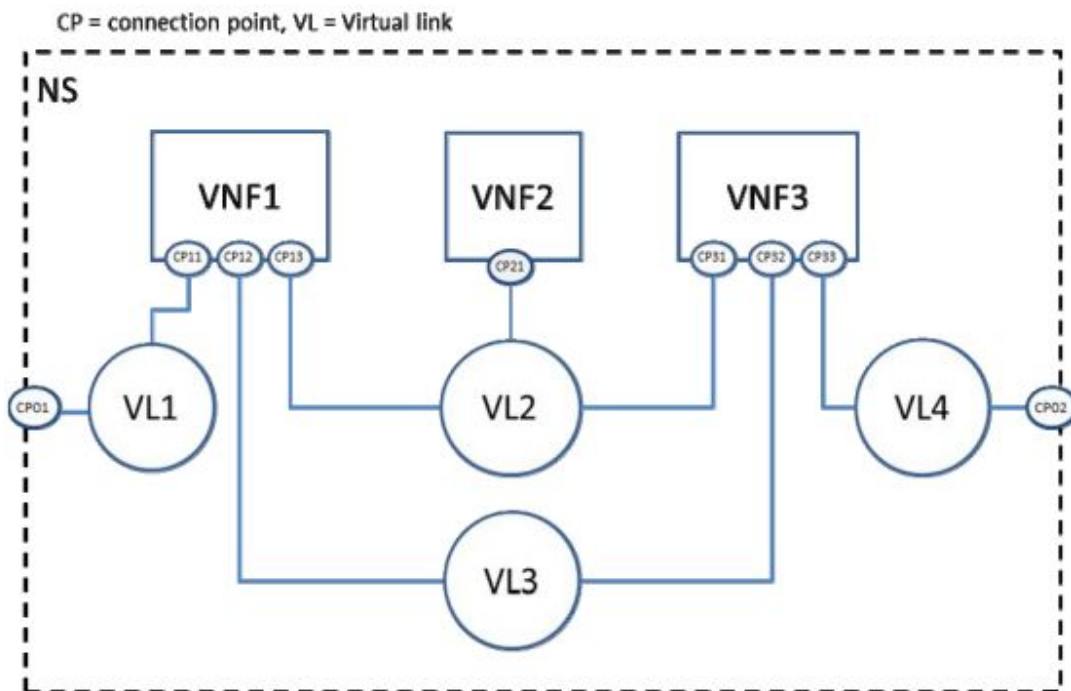 CP = connection point, VL = Virtual link
NS
VNF1
VNF2
VNF3
CP11
CP12
CP13
CP21
CP31
CP32
CP33
CP01
VL1
VL2
VL4
CP02
VL3